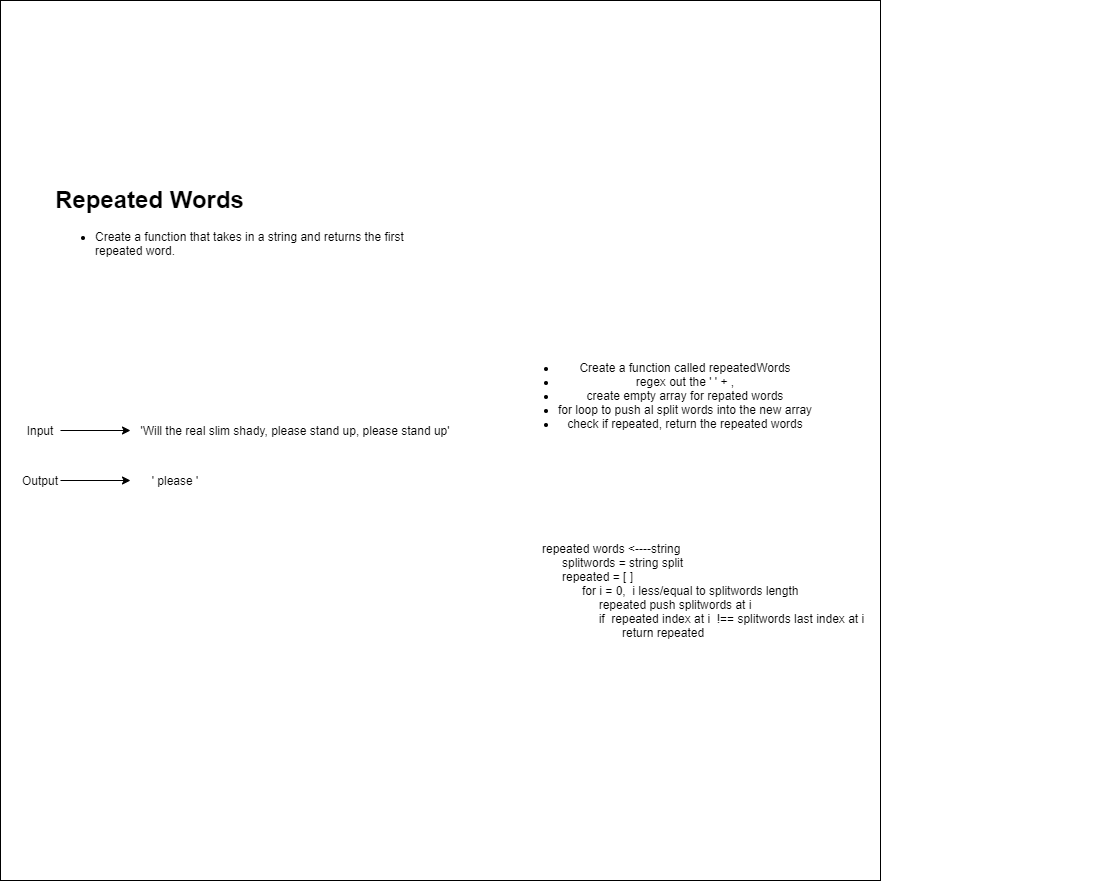 Repeated Words
• Create a function that takes in a string and returns the first
repeated word.
Input
'Will the real slim shady, please stand up, please stand up'
Output
' please '
• Create a function called repeatedWords
• regex out the ' ' + ,
• create empty array for repated words
• for loop to push al split words into the new array
• check if repeated, return the repeated words
repeated words <----string
splitwords = string split
repeated = [ ]
for i = 0,  i less/equal to splitwords length
repeated push splitwords at i
if  repeated index at i  !== splitwords last index at i
return repeated